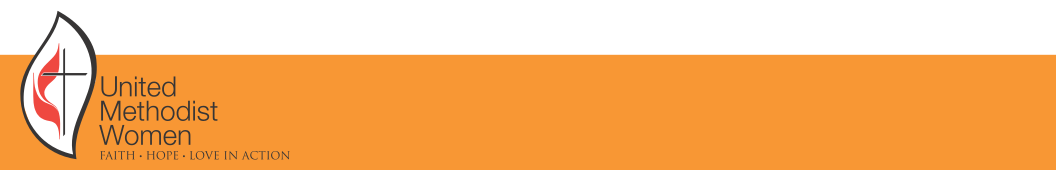 United
Methodist
Women
FAITH • HOPE • LOVE IN ACTION